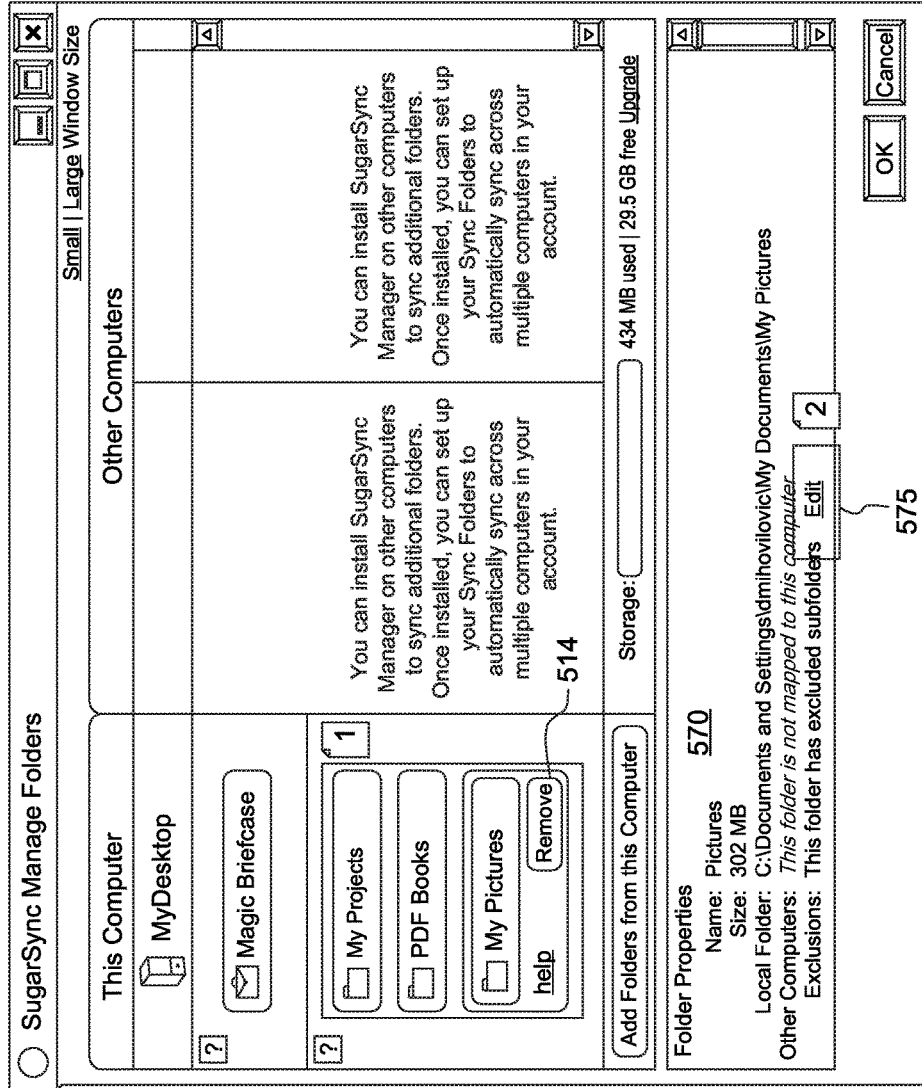 SugarSync Manage Folders
Small | Large Window Size
This Computer
Other Computers
MyDesktop
?
Magic Briefcase
?
1
My Projects
PDF Books
My Pictures
help
Remove
514
You can install SugarSync
Manager on other computers
to sync additional folders.
Once installed, you can set up
your Sync Folders to
automatically sync across
multiple computers in your
account.
You can install SugarSync
Manager on other computers
to sync additional folders.
Once installed, you can set up
your Sync Folders to
automatically sync across
multiple computers in your
account.
Add Folders from this Computer
Storage: 434 MB used | 29.5 GB free Upgrade
Folder Properties
570
Name: Pictures
Size: 302 MB
Local Folder: C:\Documents and Settings\dmihovilovic\My Documents\My Pictures
Other Computers: This folder is not mapped to this computer
Exclusions: This folder has excluded subfolders Edit
2
575
OK
Cancel